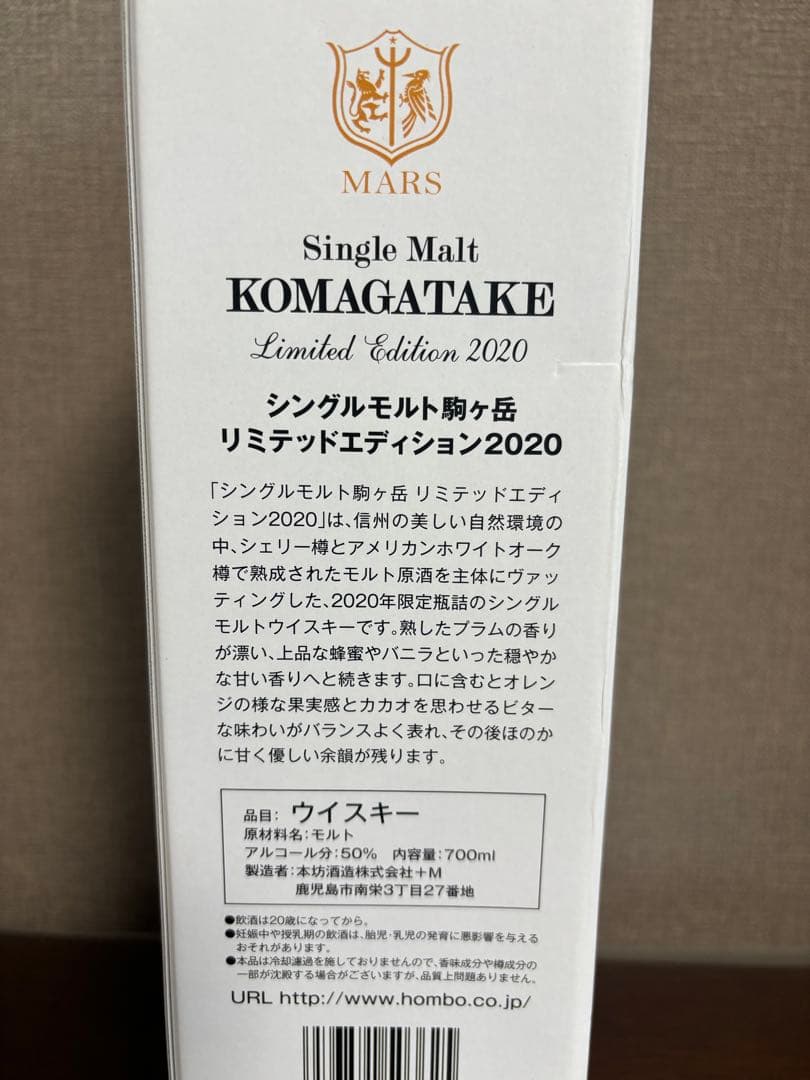 MARS
Single Malt
KOMAGATAKE
Limited Edition 2020
シングルモルト駒ヶ岳
リミテッドエディション2020
「シングルモルト駒ヶ岳 リミテッドエディ
ション2020」は、信州の美しい自然環境の
中、シェリー樽とアメリカンホワイトオーク
樽で熟成されたモルト原酒を主体にヴァッ
ティングした、2020年限定瓶詰のシングル
モルトウイスキーです。熟したプラムの香り
が漂い、上品な蜂蜜やバニラといった穏やか
な甘い香りへと続きます。口に含むとオレン
ジの様な果実感とカカオを思わせるビター
な味わいがバランスよく表れ、その後ほのか
に甘く優しい余韻が残ります。
品目：ウイスキー
原材料名：モルト
アルコール分：50％ 内容量：700ml
製造者：本坊酒造株式会社＋M
鹿児島市南栄3丁目27番地
●飲酒は20歳になってから。
●妊娠中や授乳期の飲酒は、胎児・乳児の発育に悪影響を与える
おそれがあります。
●本品は冷却濾過を施しておりませんので、香味成分や樽成分の
一部が沈殿する場合がございますが、品質上問題ありません。
URL http://www.hombo.co.jp/